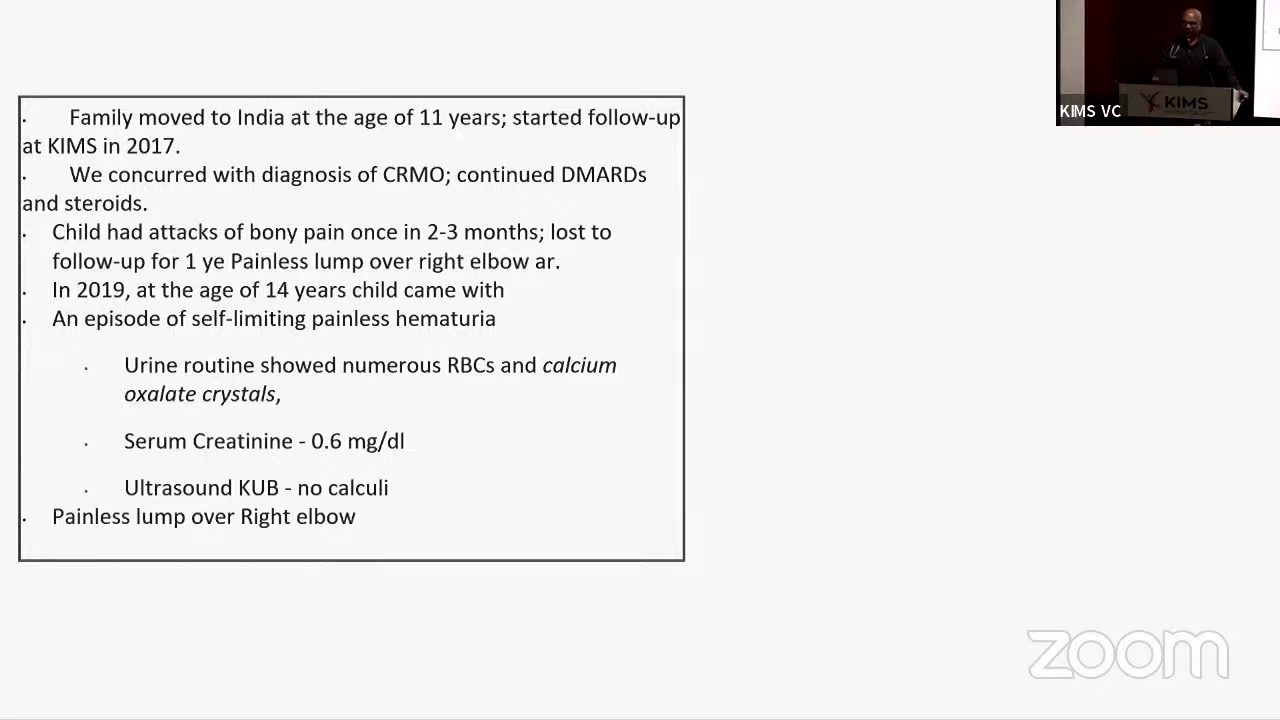 · Family moved to India at the age of 11 years; started follow-up
at KIMS in 2017.
· We concurred with diagnosis of CRMO; continued DMARDs
and steroids.
· Child had attacks of bony pain once in 2-3 months; lost to
follow-up for 1 ye Painless lump over right elbow ar.
· In 2019, at the age of 14 years child came with
· An episode of self-limiting painless hematuria
· Urine routine showed numerous RBCs and calcium
oxalate crystals,
· Serum Creatinine - 0.6 mg/dl
· Ultrasound KUB - no calculi
· Painless lump over Right elbow
KIMS
KIMS VC
zoom